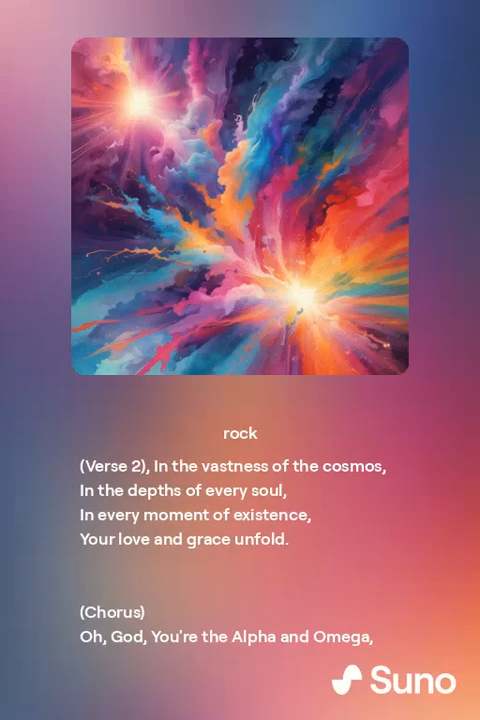 rock
(Verse 2), In the vastness of the cosmos,
In the depths of every soul,
In every moment of existence,
Your love and grace unfold.
(Chorus)
Oh, God, You're the Alpha and Omega,
Suno